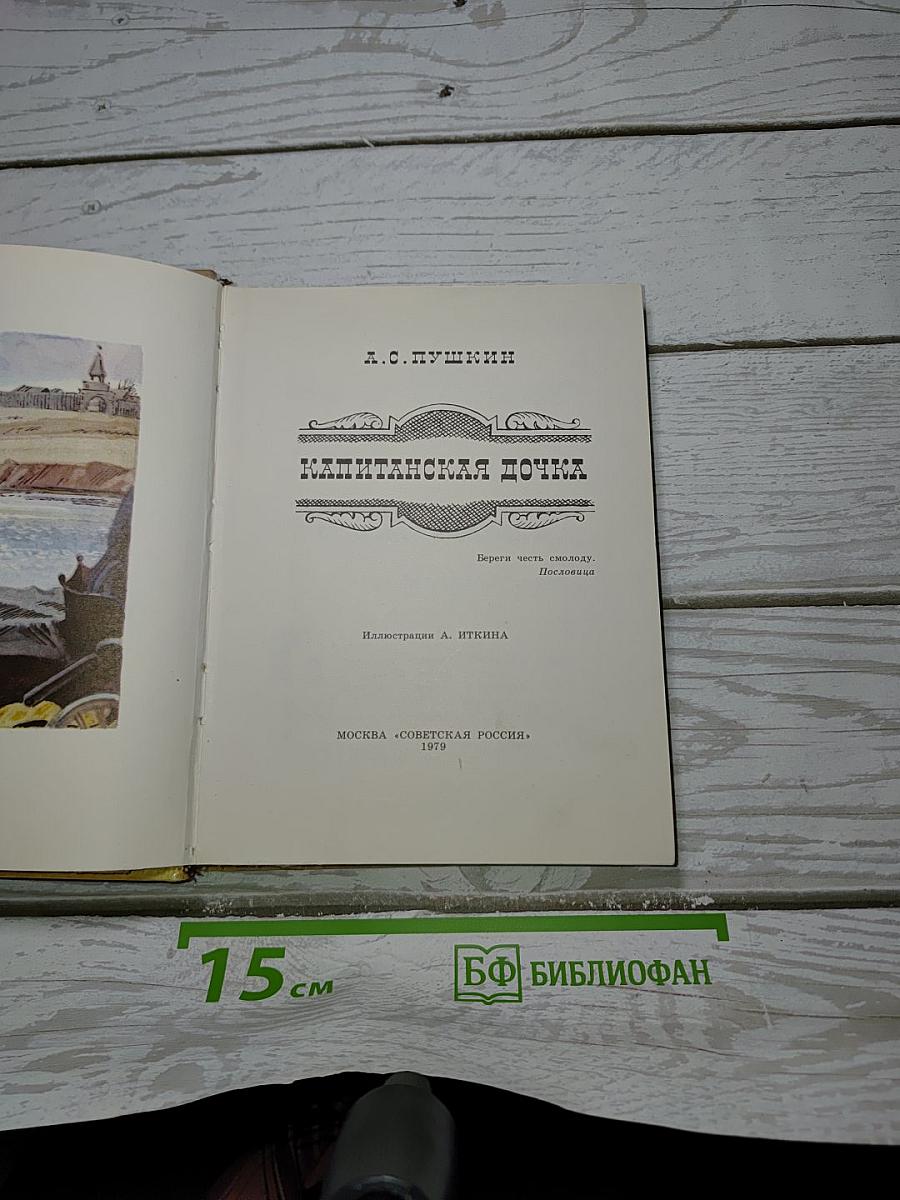 А.С.ПУШКИН
КАПИТАНСКАЯ ДОЧКА
Береги честь смолоду.
Пословица
Иллюстрации А. ИТКИНА
МОСКВА «СОВЕТСКАЯ РОССИЯ»
1979
15 см
БФ БИБЛИОФАН